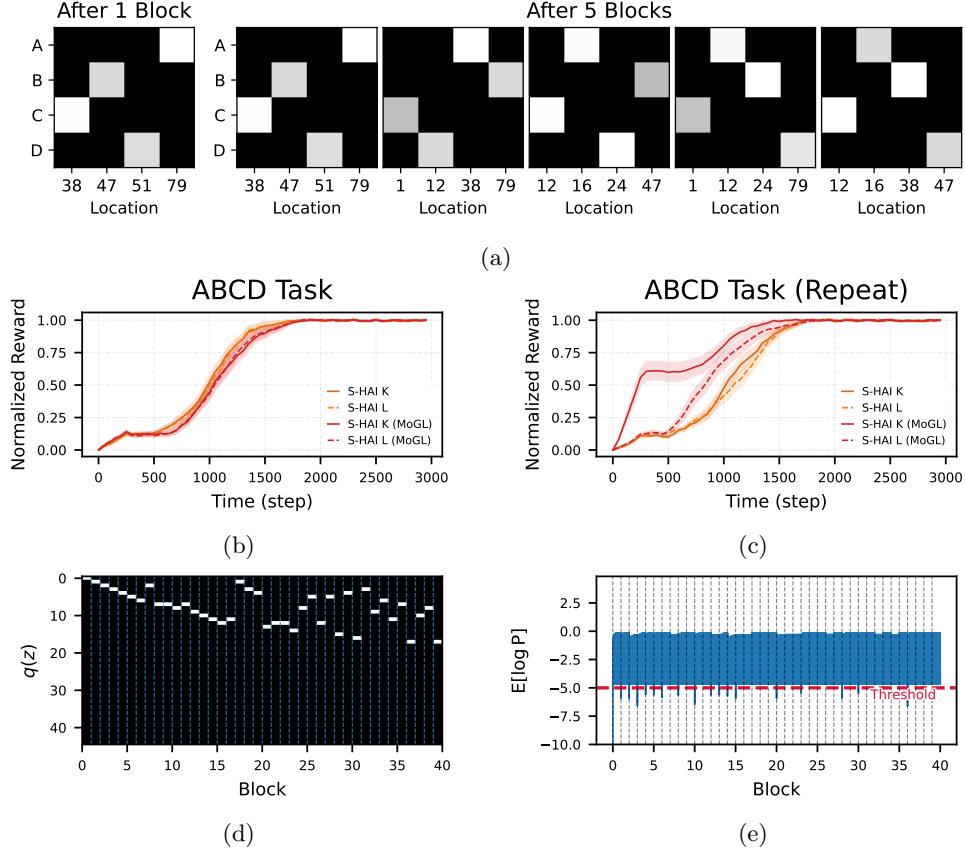 After 1 Block
After 5 Blocks
A
B
C
D
38 47 51 79
38 47 51 79
1 12 38 79
12 16 24 47
1 12 24 79
12 16 38 47
Location
Location
Location
Location
Location
Location
(a)
ABCD Task
Normalized Reward
1.00
0.75
0.50
0.25
0.00
S-HAI K
S-HAI L
S-HAI K (MoGL)
S-HAI L (MoGL)
0 500 1000 1500 2000 2500 3000
Time (step)
(b)
ABCD Task (Repeat)
Normalized Reward
1.00
0.75
0.50
0.25
0.00
S-HAI K
S-HAI L
S-HAI K (MoGL)
S-HAI L (MoGL)
0 500 1000 1500 2000 2500 3000
Time (step)
(c)
q(z)
0
10
20
30
40
0 5 10 15 20 25 30 35 40
Block
(d)
E[log P]
2.5
0.0
−2.5
−5.0
−7.5
−10.0
Threshold
0 5 10 15 20 25 30 35 40
Block
(e)